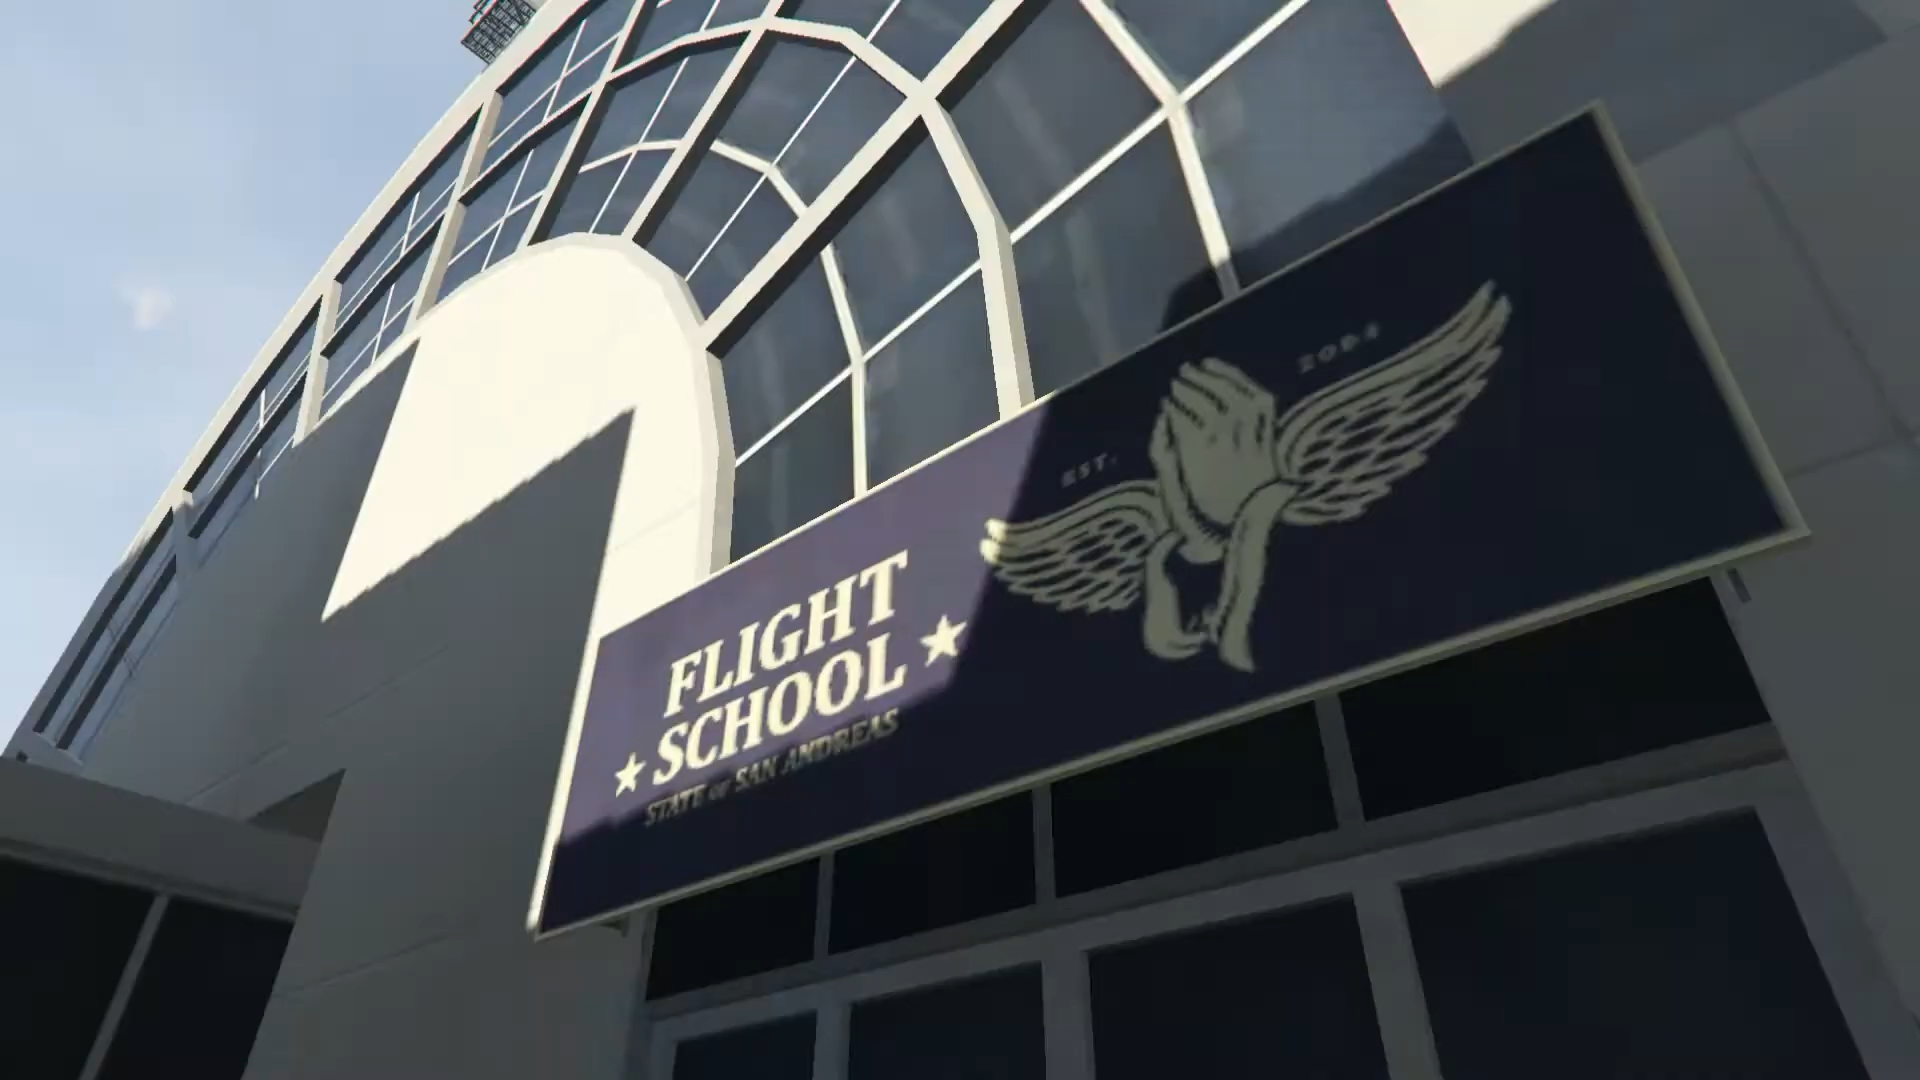 FLIGHT
SCHOOL
STATE OF SAN ANDREAS
EST.
2004